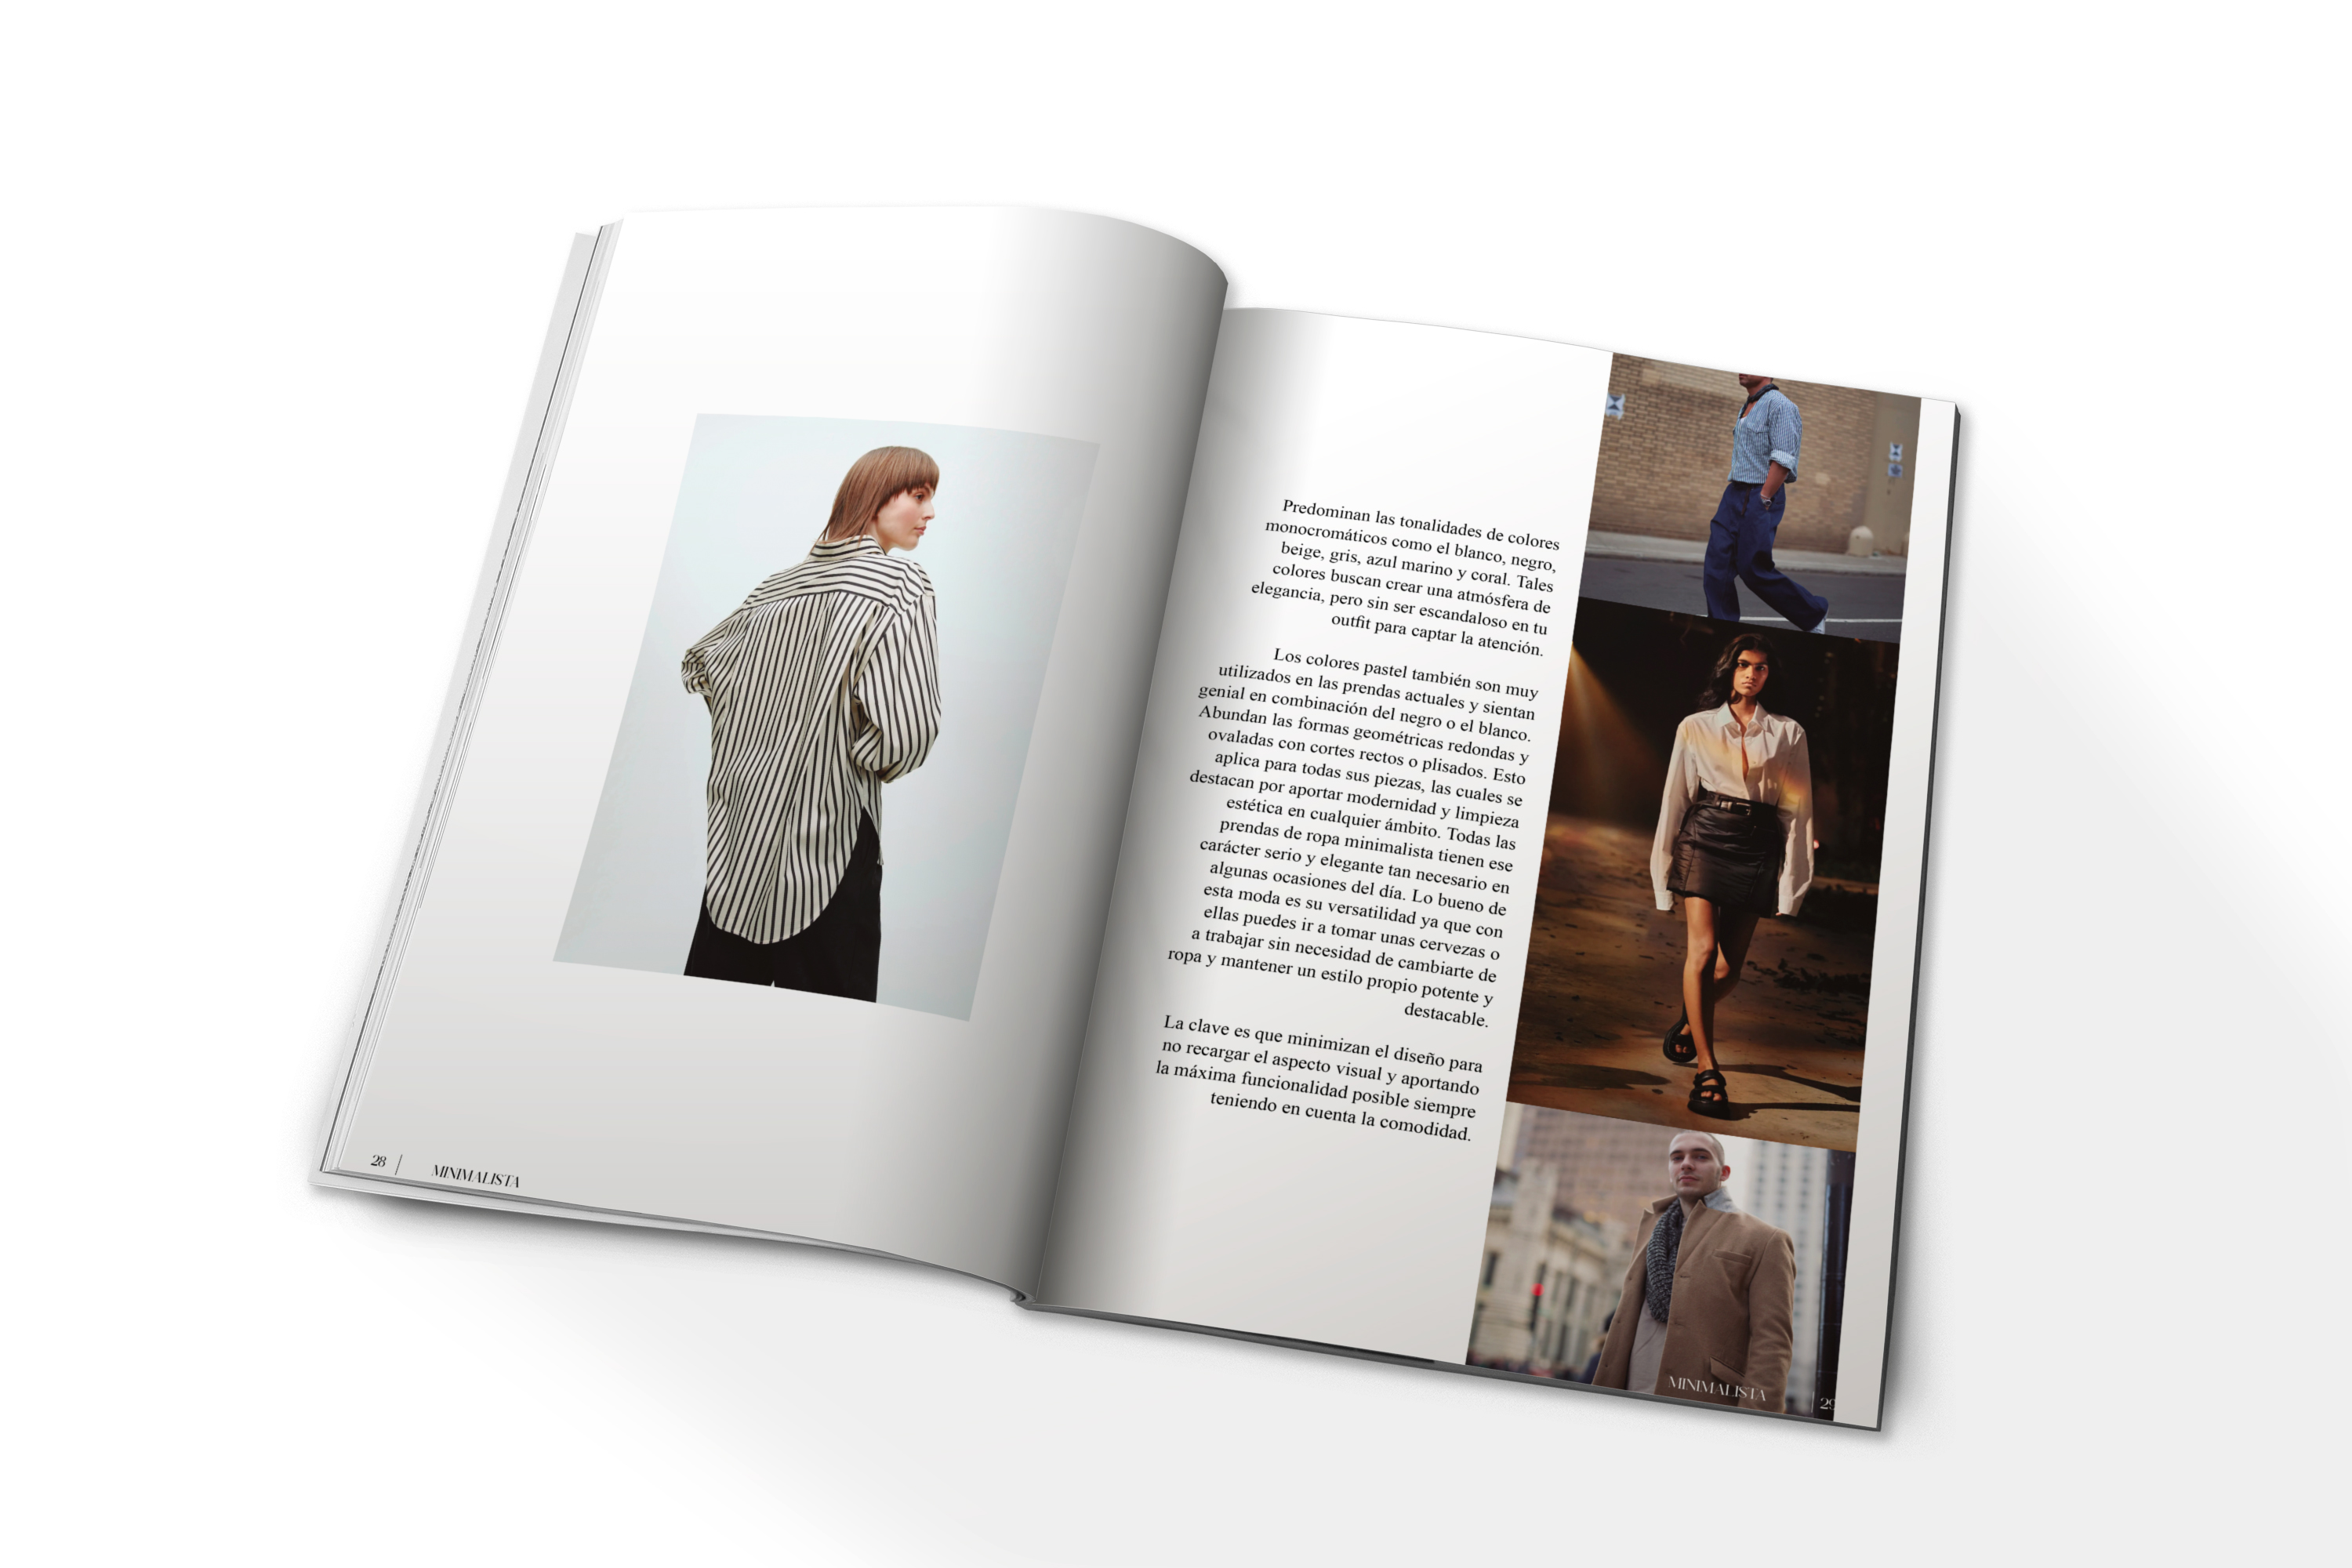 28
MINIMALISTA
Predominan las tonalidades de colores
monocromáticos como el blanco, negro,
beige, gris, azul marino y coral. Tales
colores buscan crear una atmósfera de
elegancia, pero sin ser escandaloso en tu
outfit para captar la atención.
Los colores pastel también son muy
utilizados en las prendas actuales y sientan
genial en combinación del negro o el blanco.
Abundan las formas geométricas redondas y
ovaladas con cortes rectos o plisados. Esto
aplica para todas sus piezas, las cuales se
destacan por aportar modernidad y limpieza
estética en cualquier ámbito. Todas las
prendas de ropa minimalista tienen ese
carácter serio y elegante tan necesario en
algunas ocasiones del día. Lo bueno de
esta moda es su versatilidad ya que con
ellas puedes ir a tomar unas cervezas o
a trabajar sin necesidad de cambiarte de
ropa y mantener un estilo propio potente y
destacable.
La clave es que minimizan el diseño para
no recargar el aspecto visual y aportando
la máxima funcionalidad posible siempre
teniendo en cuenta la comodidad.
MINIMALISTA
29